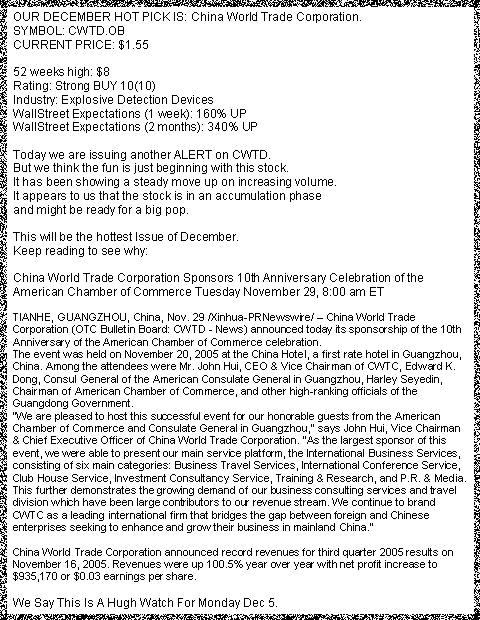 OUR DECEMBER HOT PICK IS: China World Trade Corporation.
SYMBOL: CWTD.OB
CURRENT PRICE: $1.55
52 weeks high: $8
Rating: Strong BUY 10(10)
Industry: Explosive Detection Devices
WallStreet Expectations (1 week): 160% UP
WallStreet Expectations (2 months): 340% UP
Today we are issuing another ALERT on CWTD.
But we think the fun is just beginning with this stock.
It has been showing a steady move up on increasing volume.
It appears to us that the stock is in an accumulation phase
and might be ready for a big pop.
This will be the hottest Issue of December.
Keep reading to see why:
China World Trade Corporation Sponsors 10th Anniversary Celebration of the
American Chamber of Commerce Tuesday November 29, 8:00 am ET
TIANHE, GUANGZHOU, China, Nov. 29 /Xinhua-PRNewswire/ – China World Trade
Corporation (OTC Bulletin Board: CWTD - News) announced today its sponsorship of the 10th
Anniversary of the American Chamber of Commerce celebration.
The event was held on November 20, 2005 at the China Hotel, a first rate hotel in Guangzhou,
China. Among the attendees were Mr. John Hui, CEO & Vice Chairman of CWTC, Edward K.
Dong, Consul General of the American Consulate General in Guangzhou, Harley Seyedin,
Chairman of American Chamber of Commerce, and other high-ranking officials of the
Guangdong Government.
"We are pleased to host this successful event for our honorable guests from the American
Chamber of Commerce and Consulate General in Guangzhou," says John Hui, Vice Chairman
& Chief Executive Officer of China World Trade Corporation. "As the largest sponsor of this
event, we were able to present our main service platform, the International Business Services,
consisting of six main categories: Business Travel Services, International Conference Service,
Club House Service, Investment Consultancy Service, Training & Research, and P.R. & Media.
This further demonstrates the growing demand of our business consulting services and travel
division which have been large contributors to our revenue stream. We continue to brand
CWTC as a leading international firm that bridges the gap between foreign and Chinese
enterprises seeking to enhance and grow their business in mainland China."
China World Trade Corporation announced record revenues for third quarter 2005 results on
November 16, 2005. Revenues were up 100.5% year over year with net profit increase to
$935,170 or $0.03 earnings per share.
We Say This Is A Hugh Watch For Monday Dec 5.